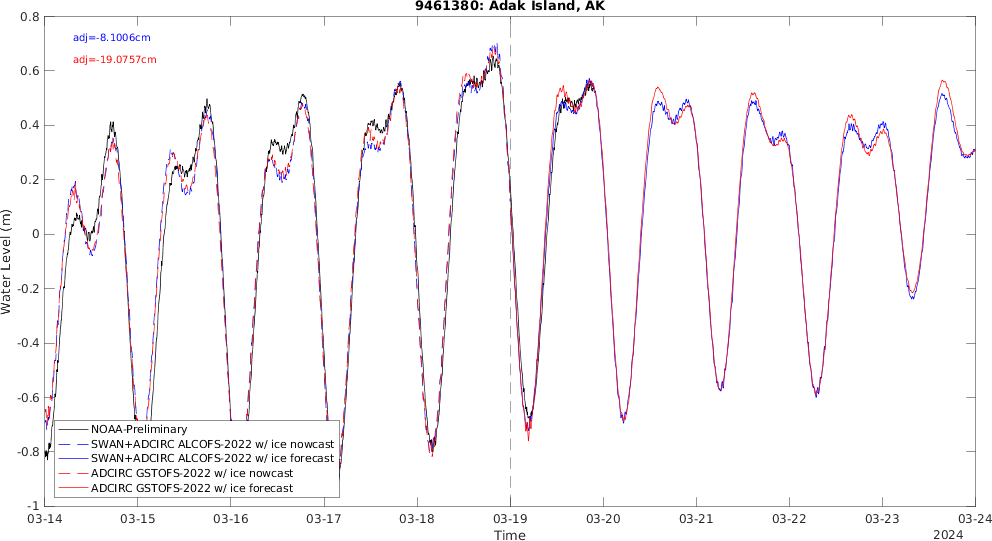 9461380: Adak Island, AK
adj=-8.1006cm
adj=-19.0757cm
Water Level (m)
0.8
0.6
0.4
0.2
0
-0.2
-0.4
-0.6
-0.8
-1
NOAA-Preliminary
SWAN+ADCIRC ALCOFS-2022 w/ ice nowcast
SWAN+ADCIRC ALCOFS-2022 w/ ice forecast
ADCIRC GSTOFS-2022 w/ ice nowcast
ADCIRC GSTOFS-2022 w/ ice forecast
03-14 03-15 03-16 03-17 03-18 03-19 03-20 03-21 03-22 03-23 03-24
Time
2024